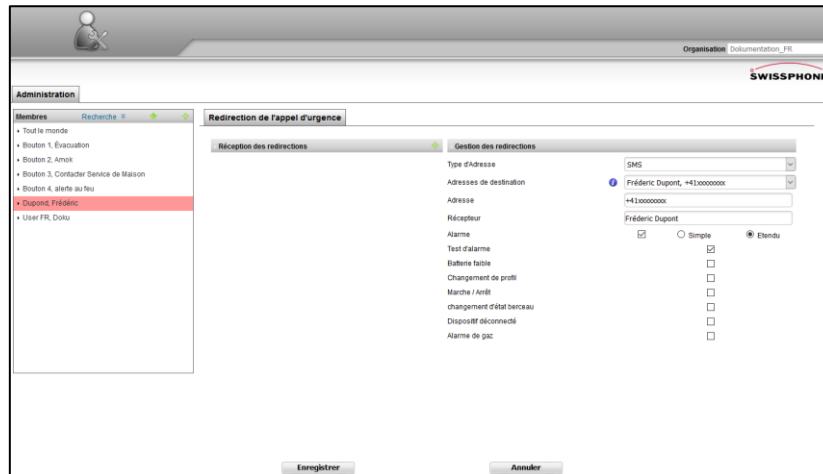 Organisation Dokumentation_FR
SWISSPHONE
Administration
Membres Recherche
Tout le monde
Bouton 1, Évacuation
Bouton 2, Amok
Bouton 3, Contacter Service de Maison
Bouton 4, alerte au feu
Dupond, Frédéric
User FR, Doku
Redirection de l'appel d'urgence
Réception des redirections
Gestion des redirections
Type d'Adresse SMS
Adresses de destination Fréderic Dupont, +41xxxxxxxxx
Adresse +41xxxxxxxxx
Récepteur Fréderic Dupont
Alarme Simple Etendu
Test d'alarme
Batterie faible
Changement de profil
Marche / Arrêt
changement d'état berceau
Dispositif déconnecté
Alarme de gaz
Enregistrer Annuler